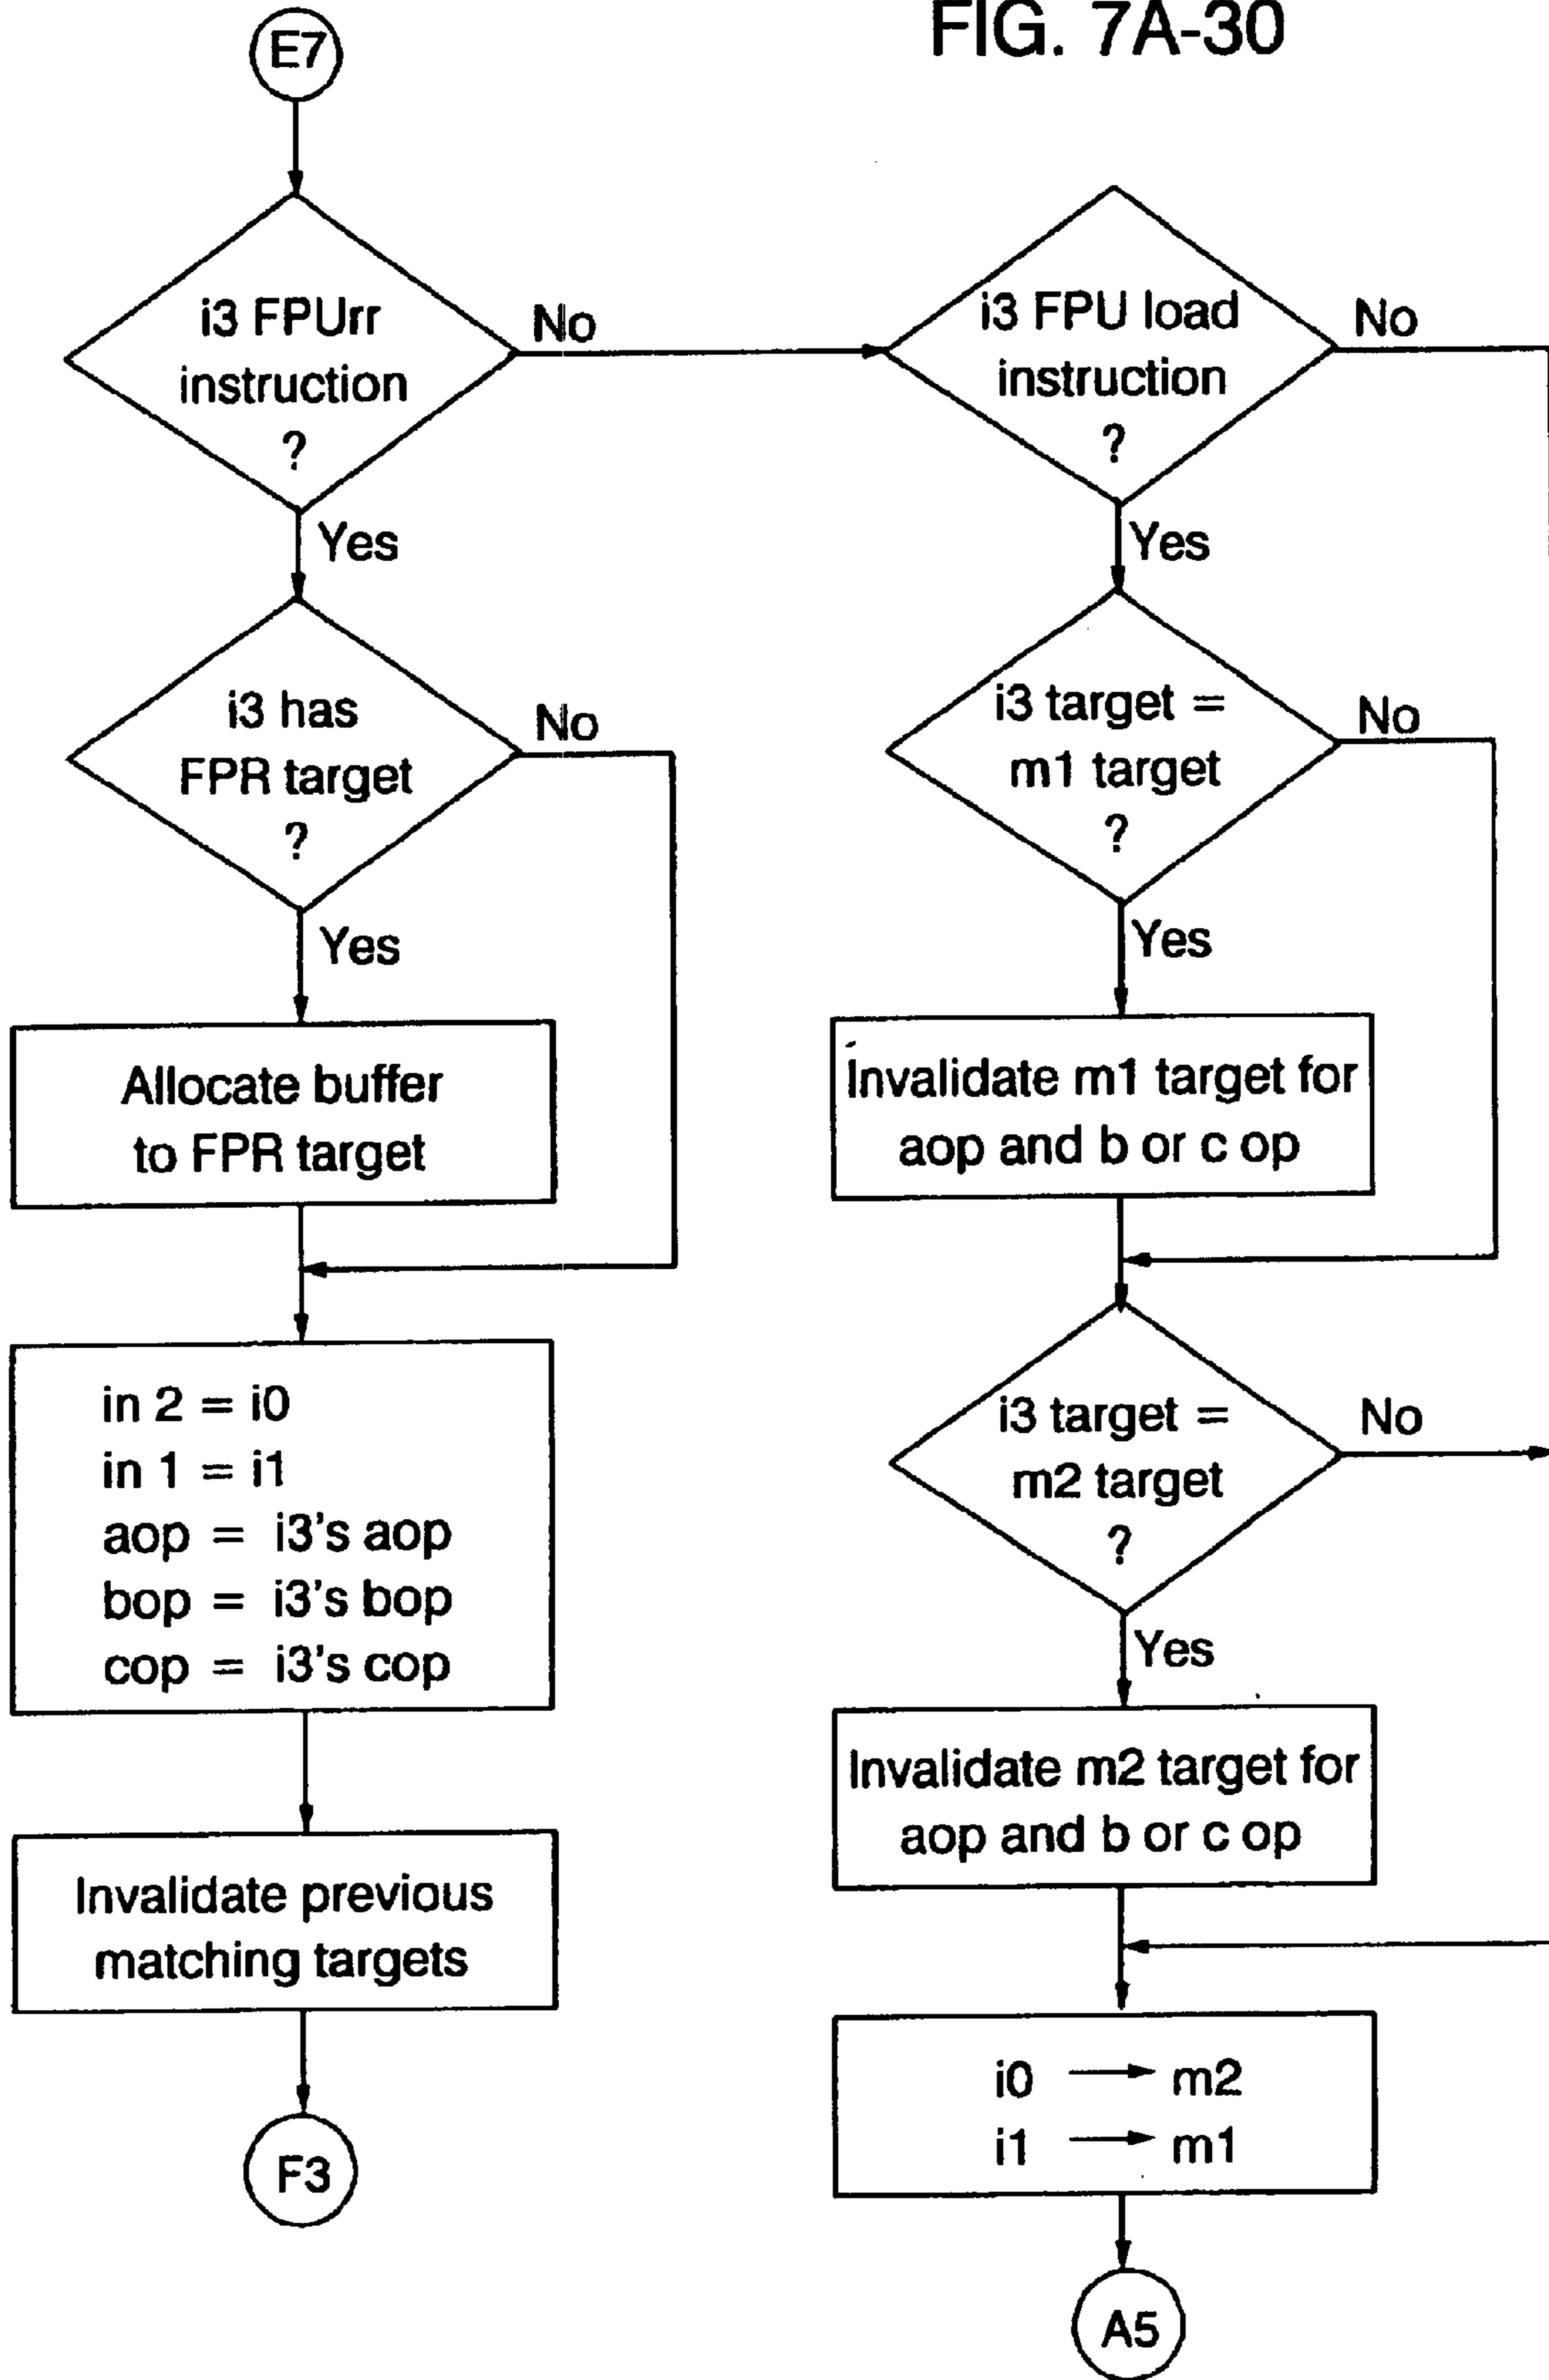 FIG. 7A-30
E7
i3 FPUrr
instruction
?
No
Yes
i3 has
FPR target
?
No
Yes
Allocate buffer
to FPR target
in 2 = i0
in 1 = i1
aop = i3's aop
bop = i3's bop
cop = i3's cop
Invalidate previous
matching targets
F3
i3 FPU load
instruction
?
No
Yes
i3 target =
m1 target
?
No
Yes
Invalidate m1 target for
aop and b or c op
i3 target =
m2 target
?
No
Yes
Invalidate m2 target for
aop and b or c op
i0 → m2
i1 → m1
A5